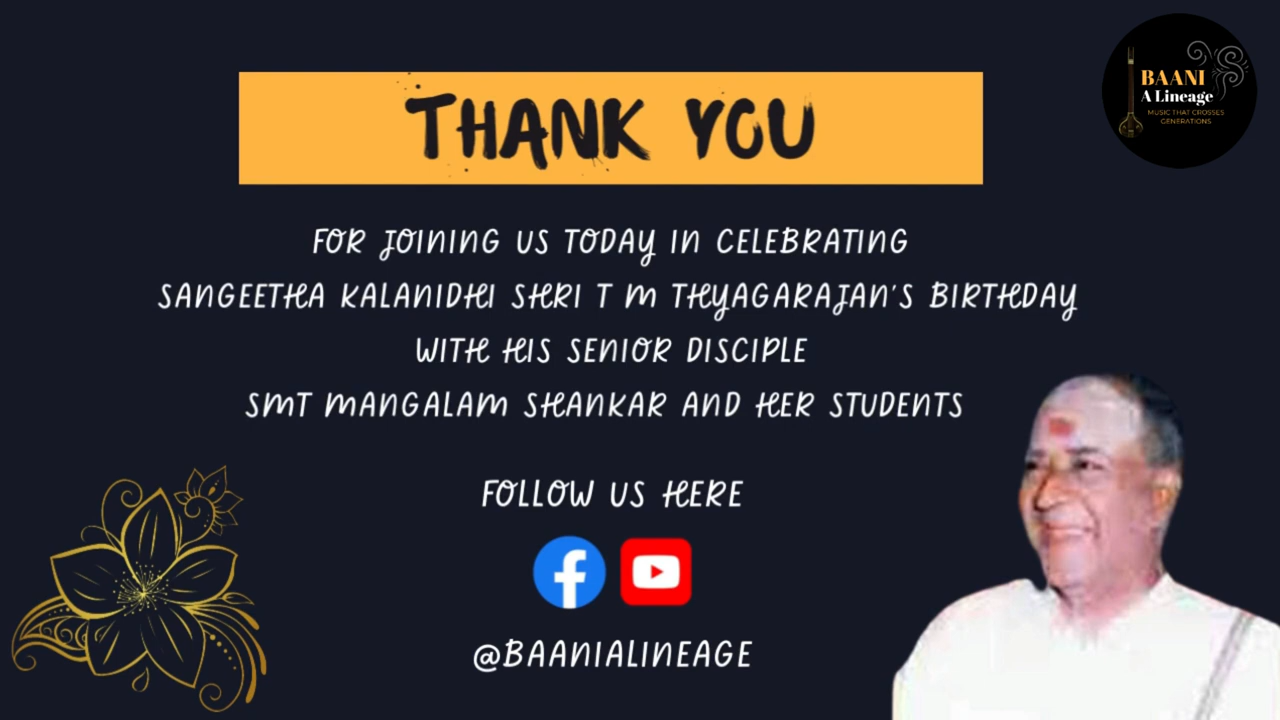 THANK YOU
FOR JOINING US TODAY IN CELEBRATING
SANGEETHA KALANIDHI SHRI T M THYAGARAJAN'S BIRTHDAY
WITH HIS SENIOR DISCIPLE
SMT MANGALAM SHANKAR AND HER STUDENTS
FOLLOW US HERE
@BAANIALINEAGE
BAANI
A Lineage
MUSIC THAT CROSSES
GENERATIONS